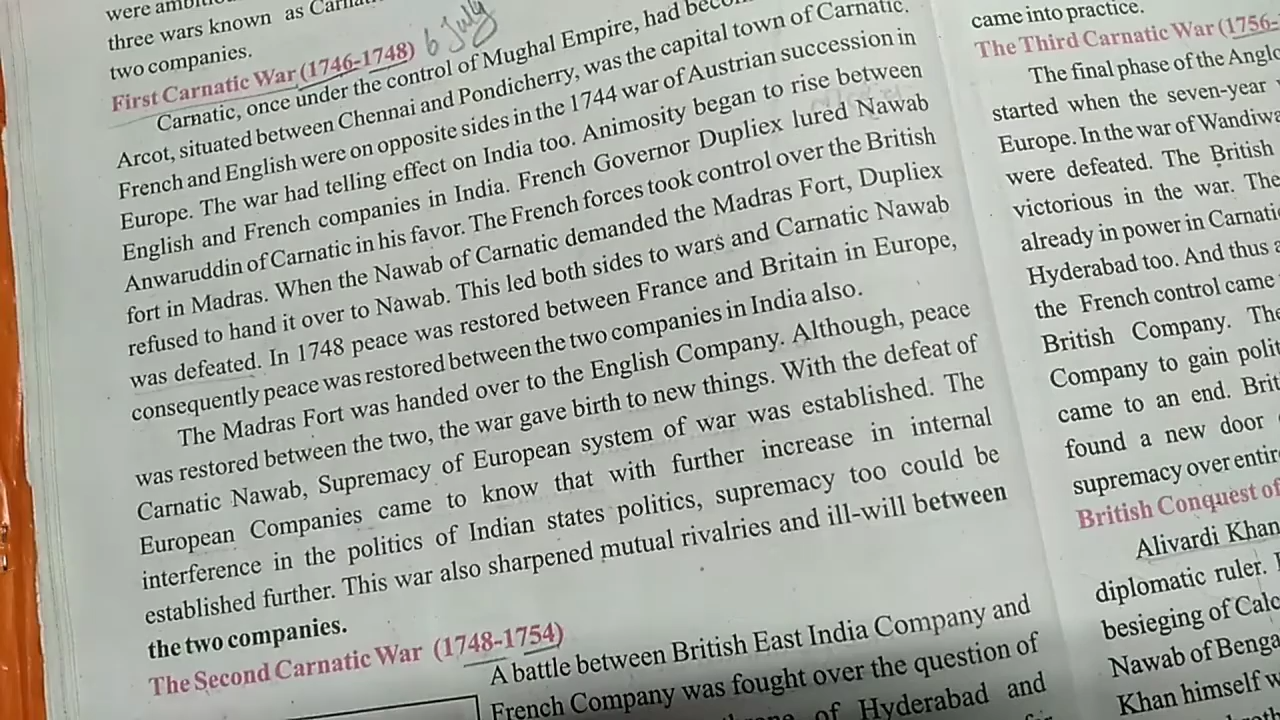 were
three wars known as
two companies.
First Carnatic War (1746-1748) 6 July
Carnatic, once under the control of Mughal Empire, had
Arcot, situated between Chennai and Pondicherry, was the capital town of Carnatic.
French and English were on opposite sides in the 1744 war of Austrian succession in
Europe. The war had telling effect on India too. Animosity began to rise between
English and French companies in India. French Governor Dupliex lured Nawab
Anwaruddin of Carnatic in his favor. The French forces took control over the British
fort in Madras. When the Nawab of Carnatic demanded the Madras Fort, Dupliex
refused to hand it over to Nawab. This led both sides to wars and Carnatic Nawab
was defeated. In 1748 peace was restored between France and Britain in Europe,
consequently peace was restored between the two companies in India also.
The Madras Fort was handed over to the English Company. Although, peace
was restored between the two, the war gave birth to new things. With the defeat of
Carnatic Nawab, Supremacy of European system of war was established. The
European Companies came to know that with further increase in internal
interference in the politics of Indian states politics, supremacy too could be
established further. This war also sharpened mutual rivalries and ill-will between
the two companies.
The Second Carnatic War (1748-1754)
A battle between British East India Company and
French Company was fought over the question of
of Hyderabad and
came into practice.
The Third Carnatic War (1756-
The final phase of the
started when the seven-year
Europe. In the war of
were defeated. The British
victorious in the war. The
already in power in
Hyderabad too. And thus
the French control came
British Company. The
Company to gain
came to an end.
found a new door
supremacy over
British Conquest of
Alivardi Khan
diplomatic ruler.
besieging of
Nawab of
Khan himself